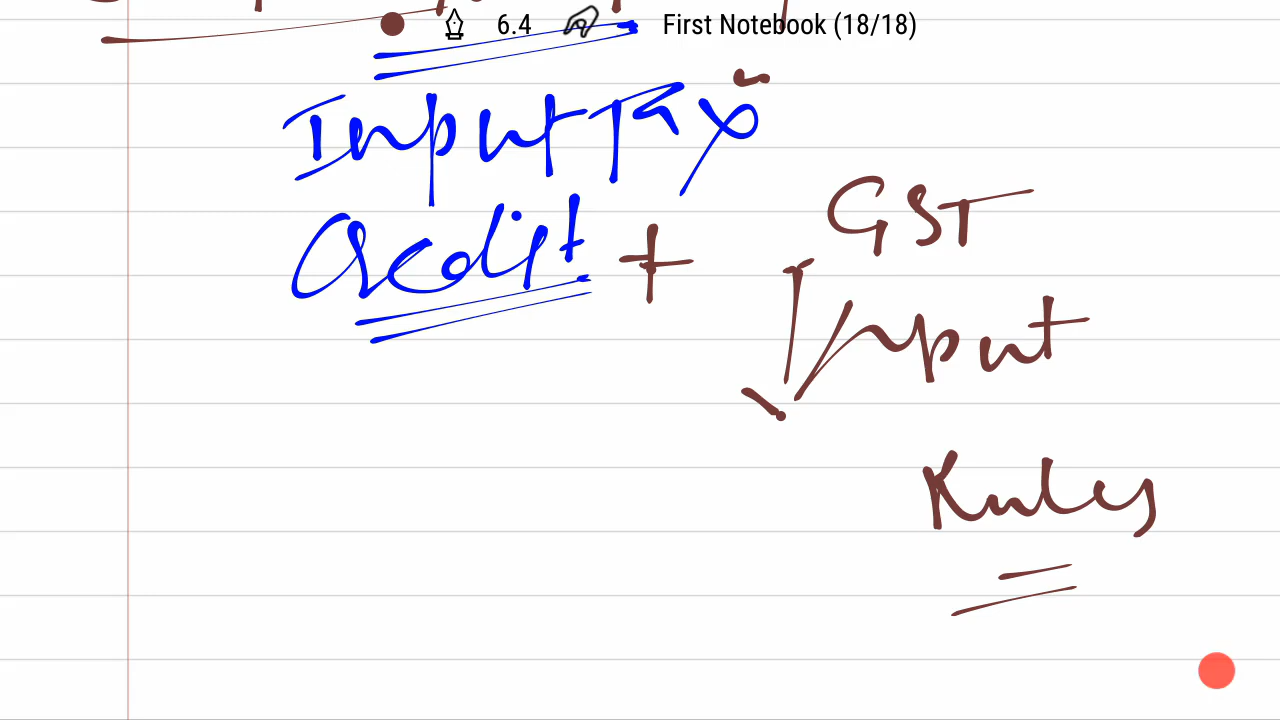 6.4 First Notebook (18/18)
Input Tax
Credit +
GST
Input
Rules